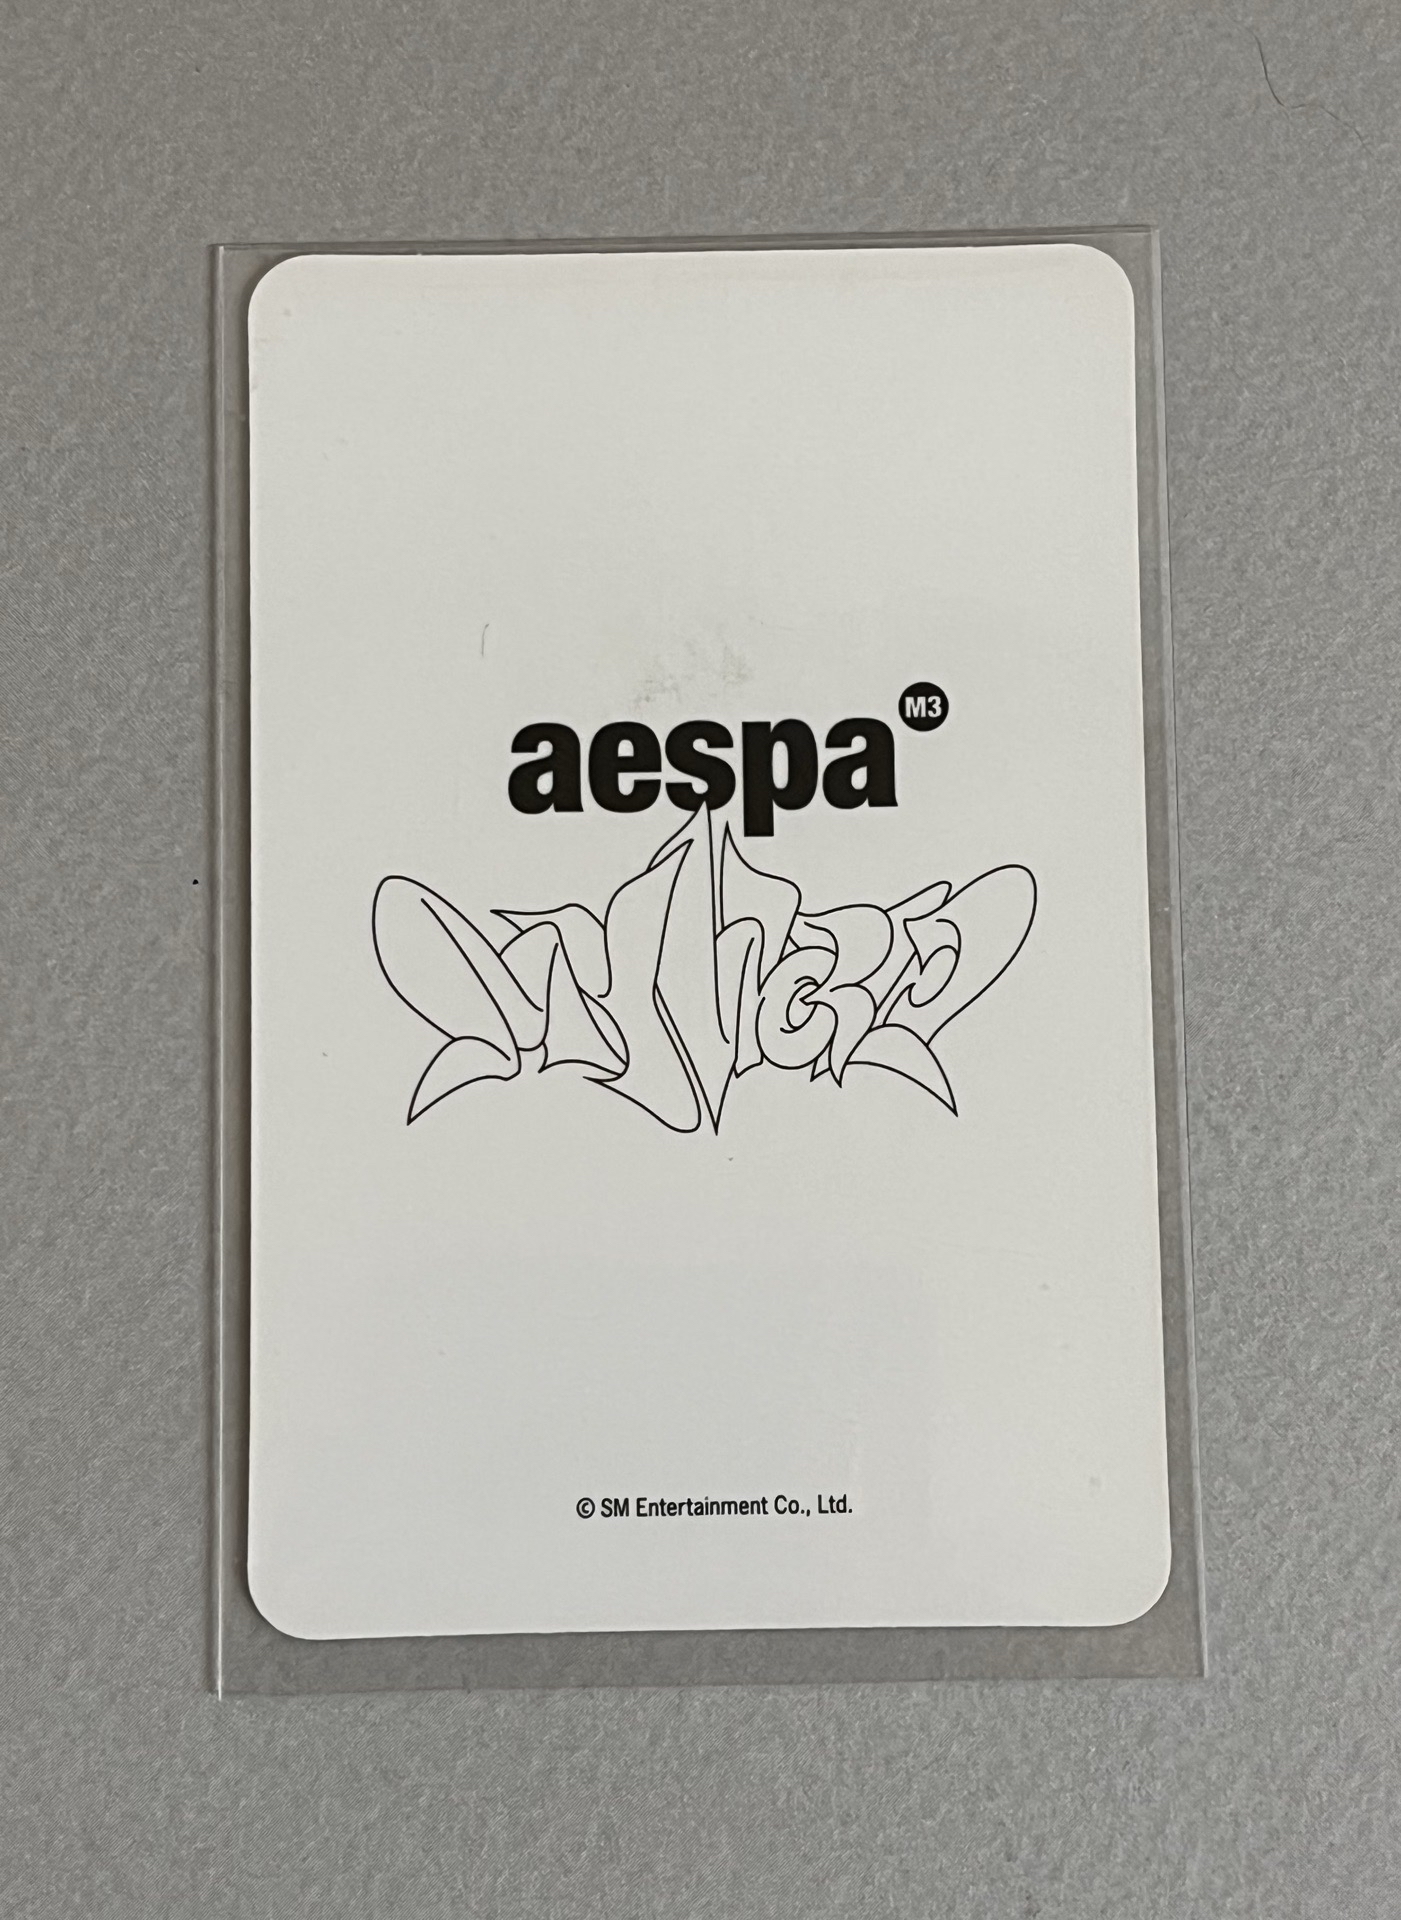 aespa M3
© SM Entertainment Co., Ltd.